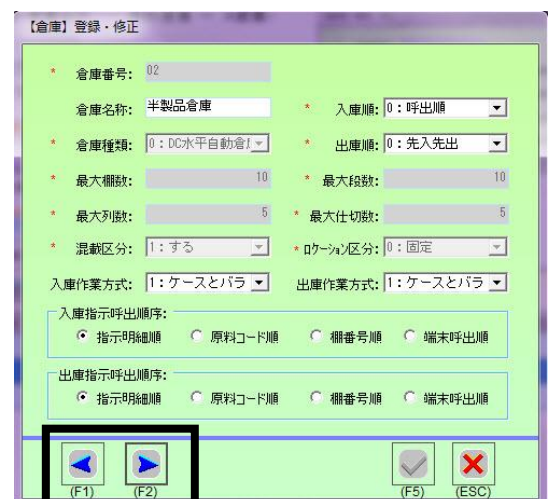 【倉庫】登録・修正
* 倉庫番号: 02
倉庫名称: 半製品倉庫 * 入庫順: 0：呼出順
* 倉庫種類: 0：DC水平自動倉 * 出庫順: 0：先入先出
* 最大棚数: 10 * 最大段数: 10
* 最大列数: 5 * 最大仕切数: 5
* 混載区分: 1：する * ロケーション区分: 0：固定
入庫作業方式: 1：ケースとバラ 出庫作業方式: 1：ケースとバラ
入庫指示呼出順序:
指示明細順 原料コード順 棚番号順 端末呼出順
出庫指示呼出順序:
指示明細順 原料コード順 棚番号順 端末呼出順
(F1) (F2) (F5) (ESC)